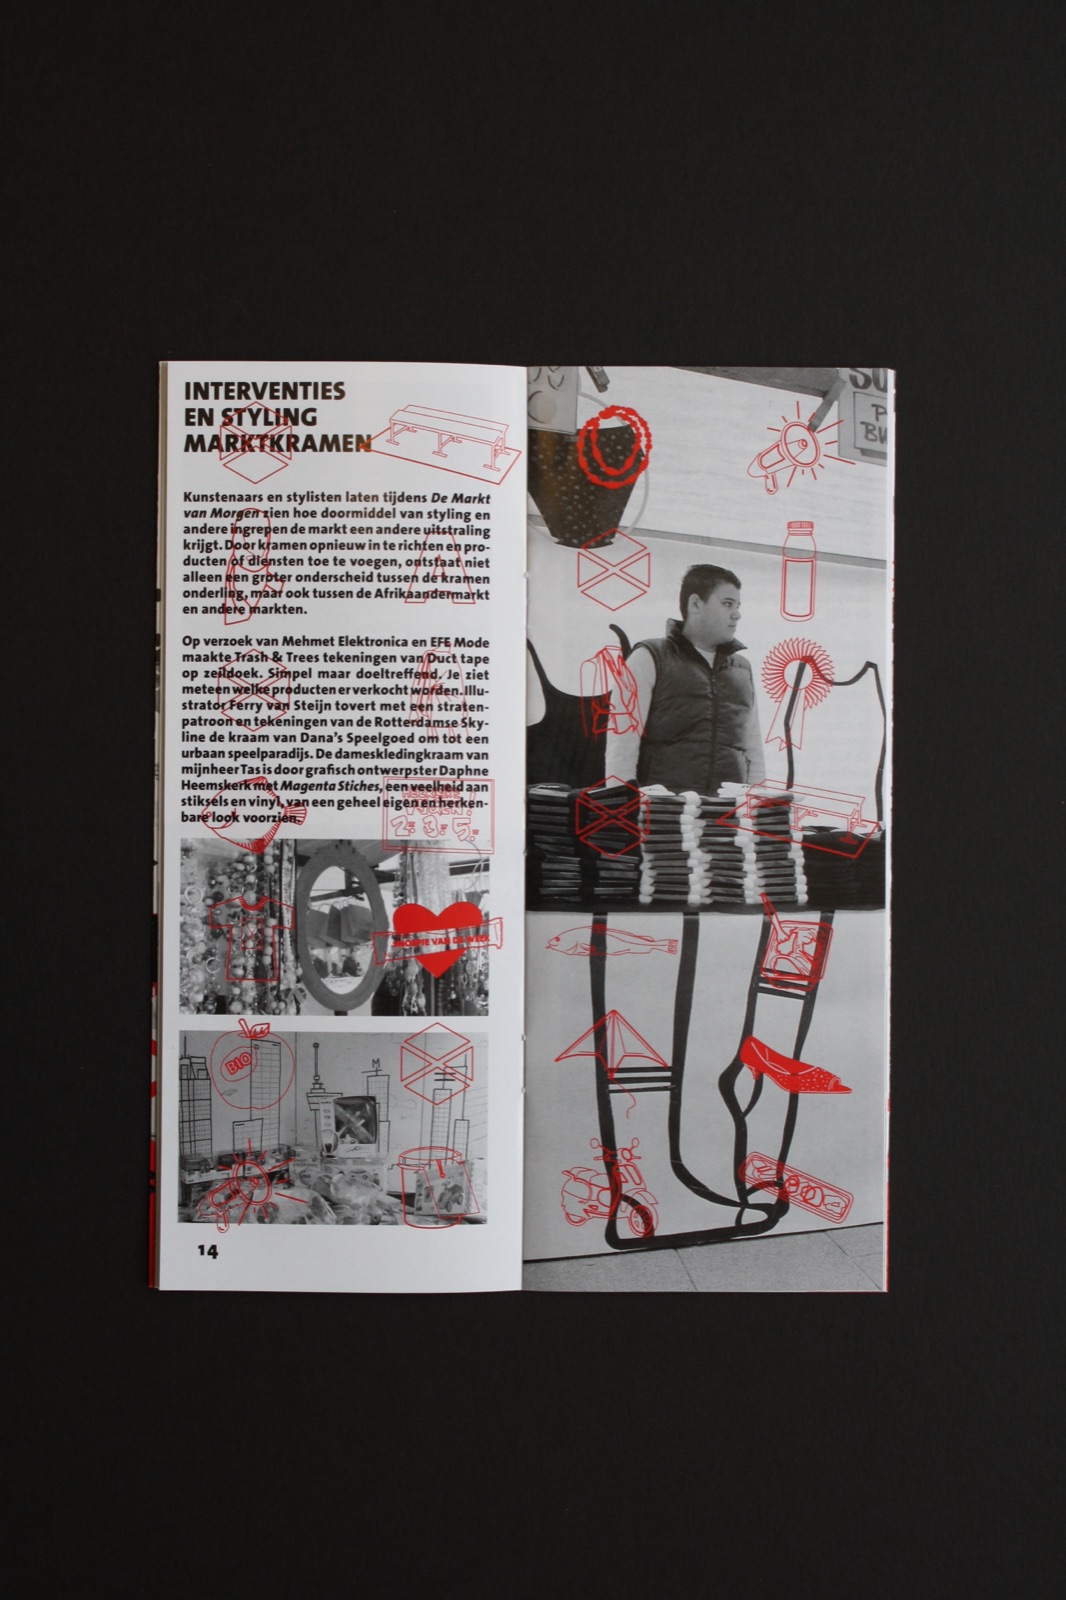 INTERVENTIES
EN STYLING
MARKTKRAMEN
Kunstenaars en stylisten laten tijdens De Markt
van Morgen zien hoe doormiddel van styling en
andere ingrepen de markt een andere uitstraling
krijgt. Door kramen opnieuw in te richten en pro-
ducten of diensten toe te voegen, ontstaat niet
alleen een groter onderscheid tussen de kramen
onderling, maar ook tussen de Afrikaandermarkt
en andere markten.
Op verzoek van Mehmet Elektronica en EFE Mode
maakte Trash & Trees tekeningen van Duct tape
op zeildoek. Simpel maar doeltreffend. Je ziet
meteen welke producten er verkocht worden. Illu-
strator Ferry van Steijn tovert met een straten-
patroon en tekeningen van de Rotterdamse Sky-
line de kraam van Dana's Speelgoed om tot een
urbaan speelparadijs. De dameskledingkraam van
mijnheer Tas is door grafisch ontwerpster Daphne
Heemskerk met Magenta Stiches, een veelheid aan
stiksels en vinyl, van een geheel eigen en herken-
bare look voorzien.
A
2= 3= 5=
VAN DE WEEK
BIO
M
14